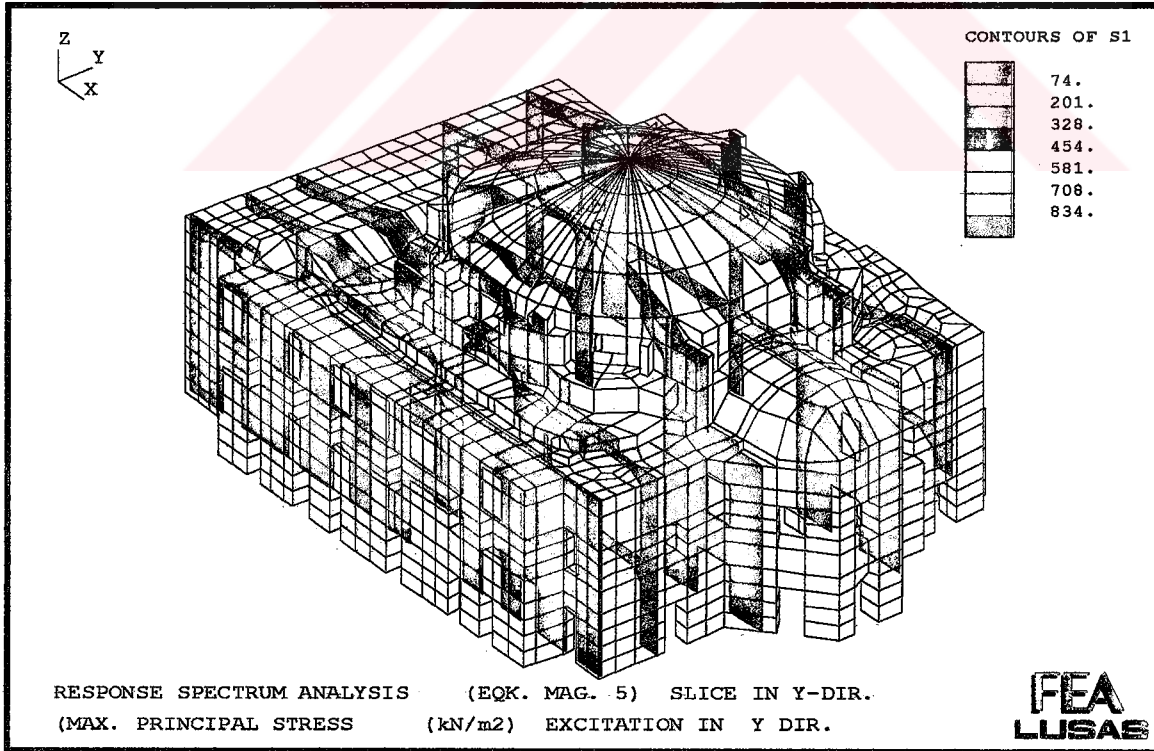 CONTOURS OF S1
Z
Y
X
74.
201.
328.
454.
581.
708.
834.
RESPONSE SPECTRUM ANALYSIS (EQK. MAG. 5) SLICE IN Y-DIR.
(MAX. PRINCIPAL STRESS (kN/m2) EXCITATION IN Y DIR.
FEA
LUSAS